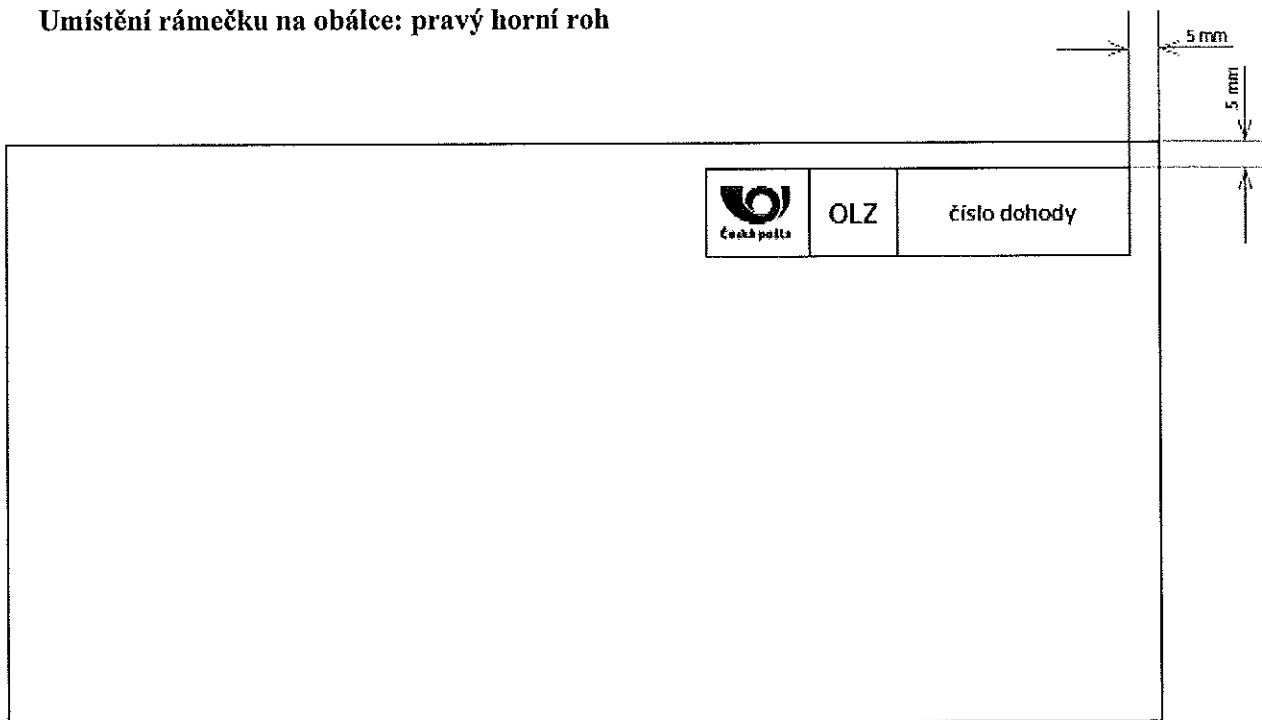 Umístění rámečku na obálce: pravý horní roh
5 mm
5 mm
Česká pošta
OLZ
číslo dohody